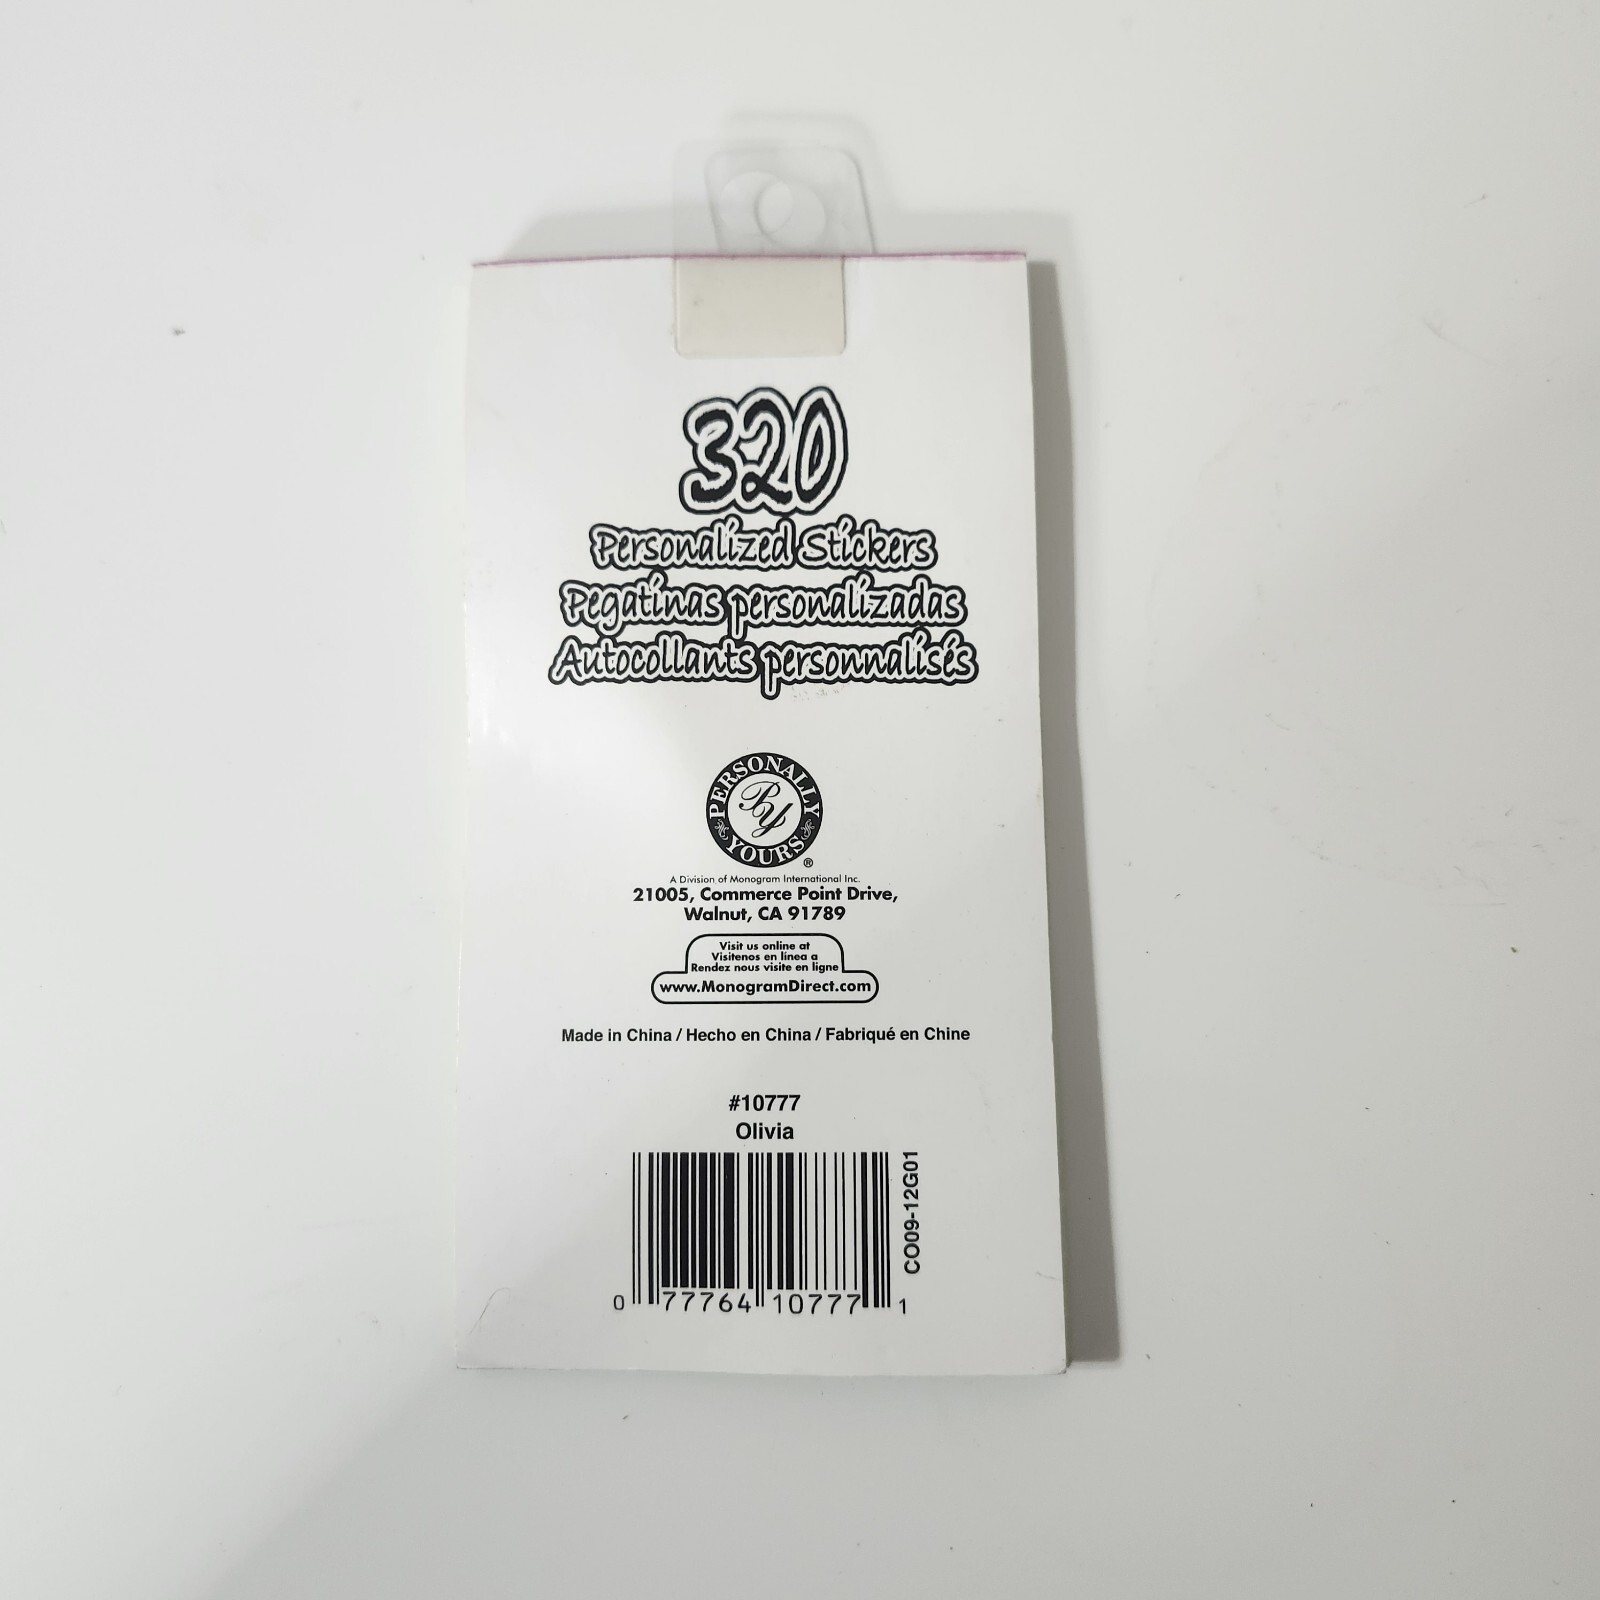 320
Personalized Stickers
Pegatinas personalizadas
Autocollants personnalisés
PERSONALLY
PY
YOURS
®
A Division of Monogram International Inc.
21005, Commerce Point Drive,
Walnut, CA 91789
Visit us online at
Visitenos en línea a
Rendez nous visite en ligne
www.MonogramDirect.com
Made in China / Hecho en China / Fabriqué en Chine
#10777
Olivia
CO09-12G01
0 77764 10777 1